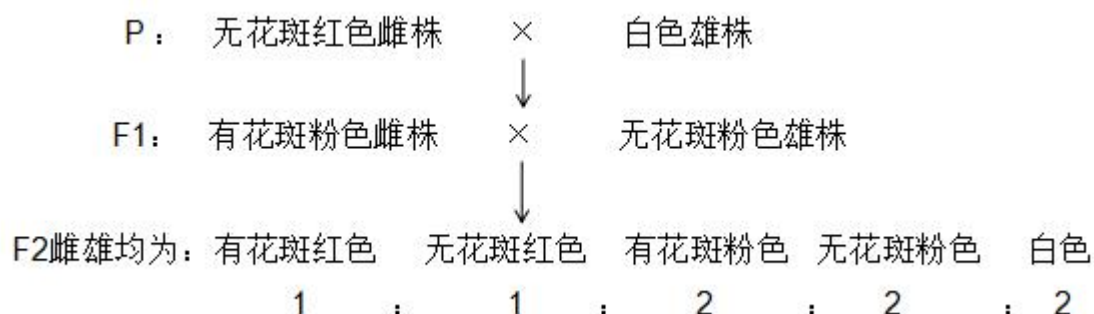 P： 无花斑红色雌株 × 白色雄株
F1： 有花斑粉色雌株 × 无花斑粉色雄株
F2雌雄均为：有花斑红色 无花斑红色 有花斑粉色 无花斑粉色 白色
1 ： 1 ： 2 ： 2 ： 2